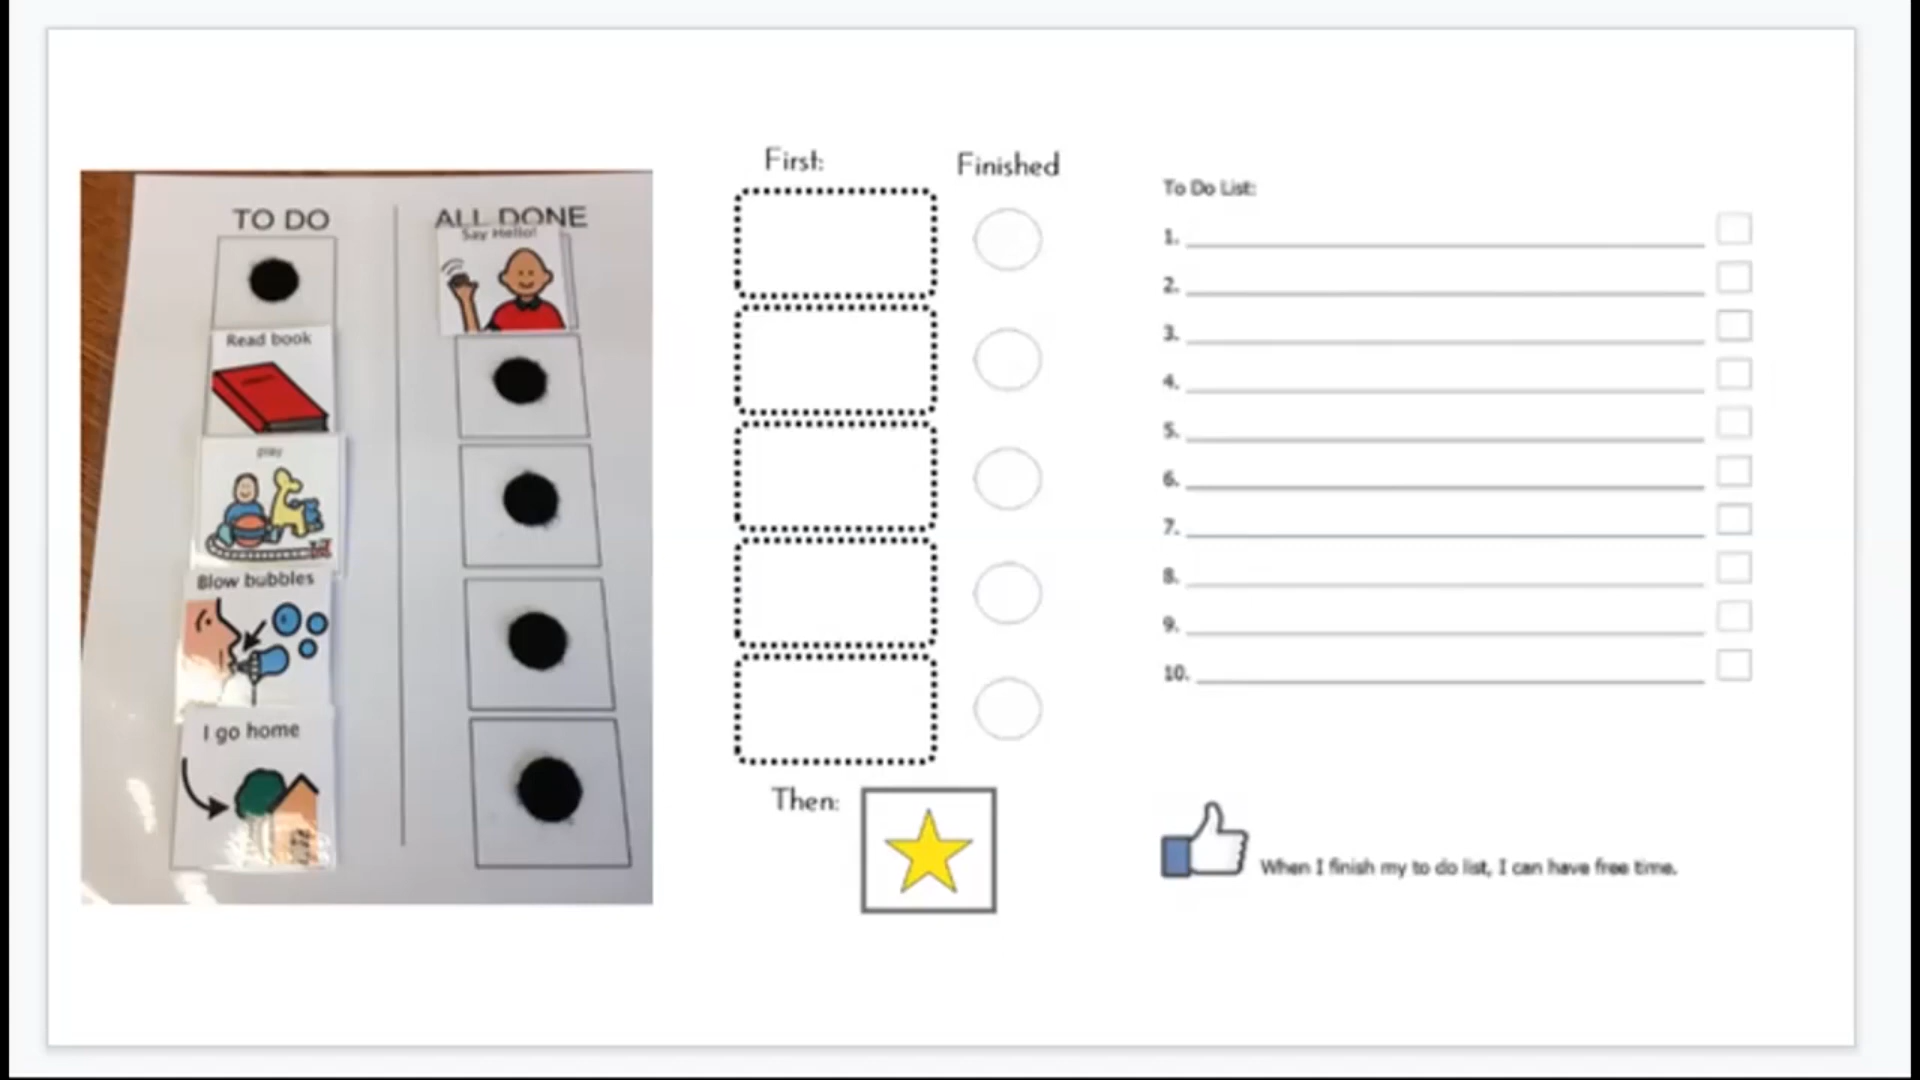 TO DO
ALL DONE
Say Hello!
Read book
play
Blow bubbles
I go home
First:
Finished
Then:
To Do List:
1.
2.
3.
4.
5.
6.
7.
8.
9.
10.
When I finish my to do list, I can have free time.